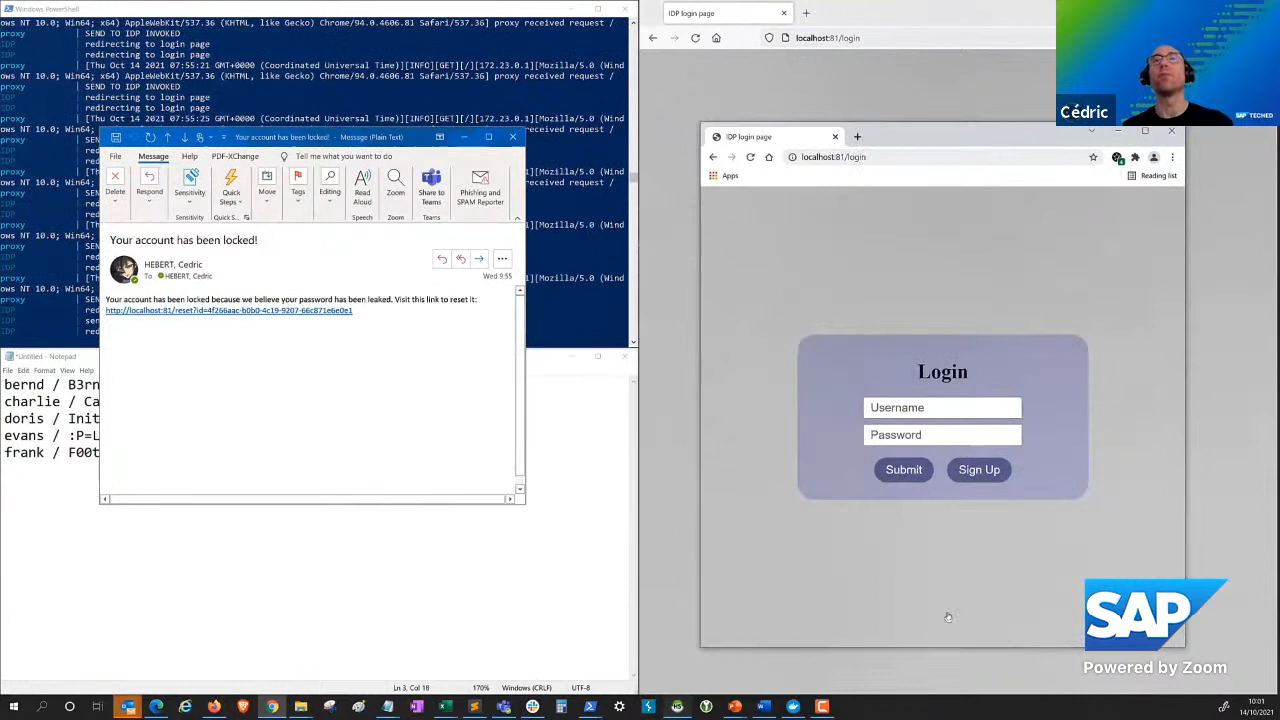 Windows PowerShell
ows NT 10.0; Win64; x64) AppleWebKit/537.36 (KHTML, like Gecko) Chrome/94.0.4606.81 Safari/537.36] proxy received request /
proxy | SEND TO IDP INVOKED
IDP | redirecting to login page
IDP | redirecting to login page
proxy | [Thu Oct 14 2021 07:55:21 GMT+0000 (Coordinated Universal Time)][INFO][GET][/][172.23.0.1][Mozilla/5.0 (Wind
ows NT 10.0; Win64; x64) AppleWebKit/537.36 (KHTML, like Gecko) Chrome/94.0.4606.81 Safari/537.36] proxy received request /
proxy | SEND TO IDP INVOKED
IDP | redirecting to login page
IDP | redirecting to login page
proxy | [Thu Oct 14 2021 07:55:25 GMT+0000 (Coordinated Universal Time)][INFO][GET][/][172.23.0.1][Mozilla/5.0 (Wind
Your account has been locked! - Message (Plain Text)
File Message Help PDF-XChange Tell me what you want to do
Delete Respond Sensitivity Quick Steps Move Tags Editing Read Aloud Zoom Share to Teams Phishing and SPAM Reporter
Sensitivity Quick S... Speech Zoom Teams
Your account has been locked!
HEBERT, Cedric
To HEBERT, Cedric
Wed 9:55
Your account has been locked because we believe your password has been leaked. Visit this link to reset it:
http://localhost:81/reset?id=4f266aac-b0b0-4c19-9207-66c871e6e0e1
*Untitled - Notepad
File Edit Format View Help
bernd / B3rn
charlie / Ca
doris / Init
evans / :P=L
frank / F00t
Ln 3, Col 18 170% Windows (CRLF) UTF-8
IDP login page
localhost:81/login
IDP login page
localhost:81/login
Apps
Reading list
Login
Username
Password
Submit Sign Up
Cédric
SAP TECHED
SAP
Powered by Zoom
10:01
14/10/2021